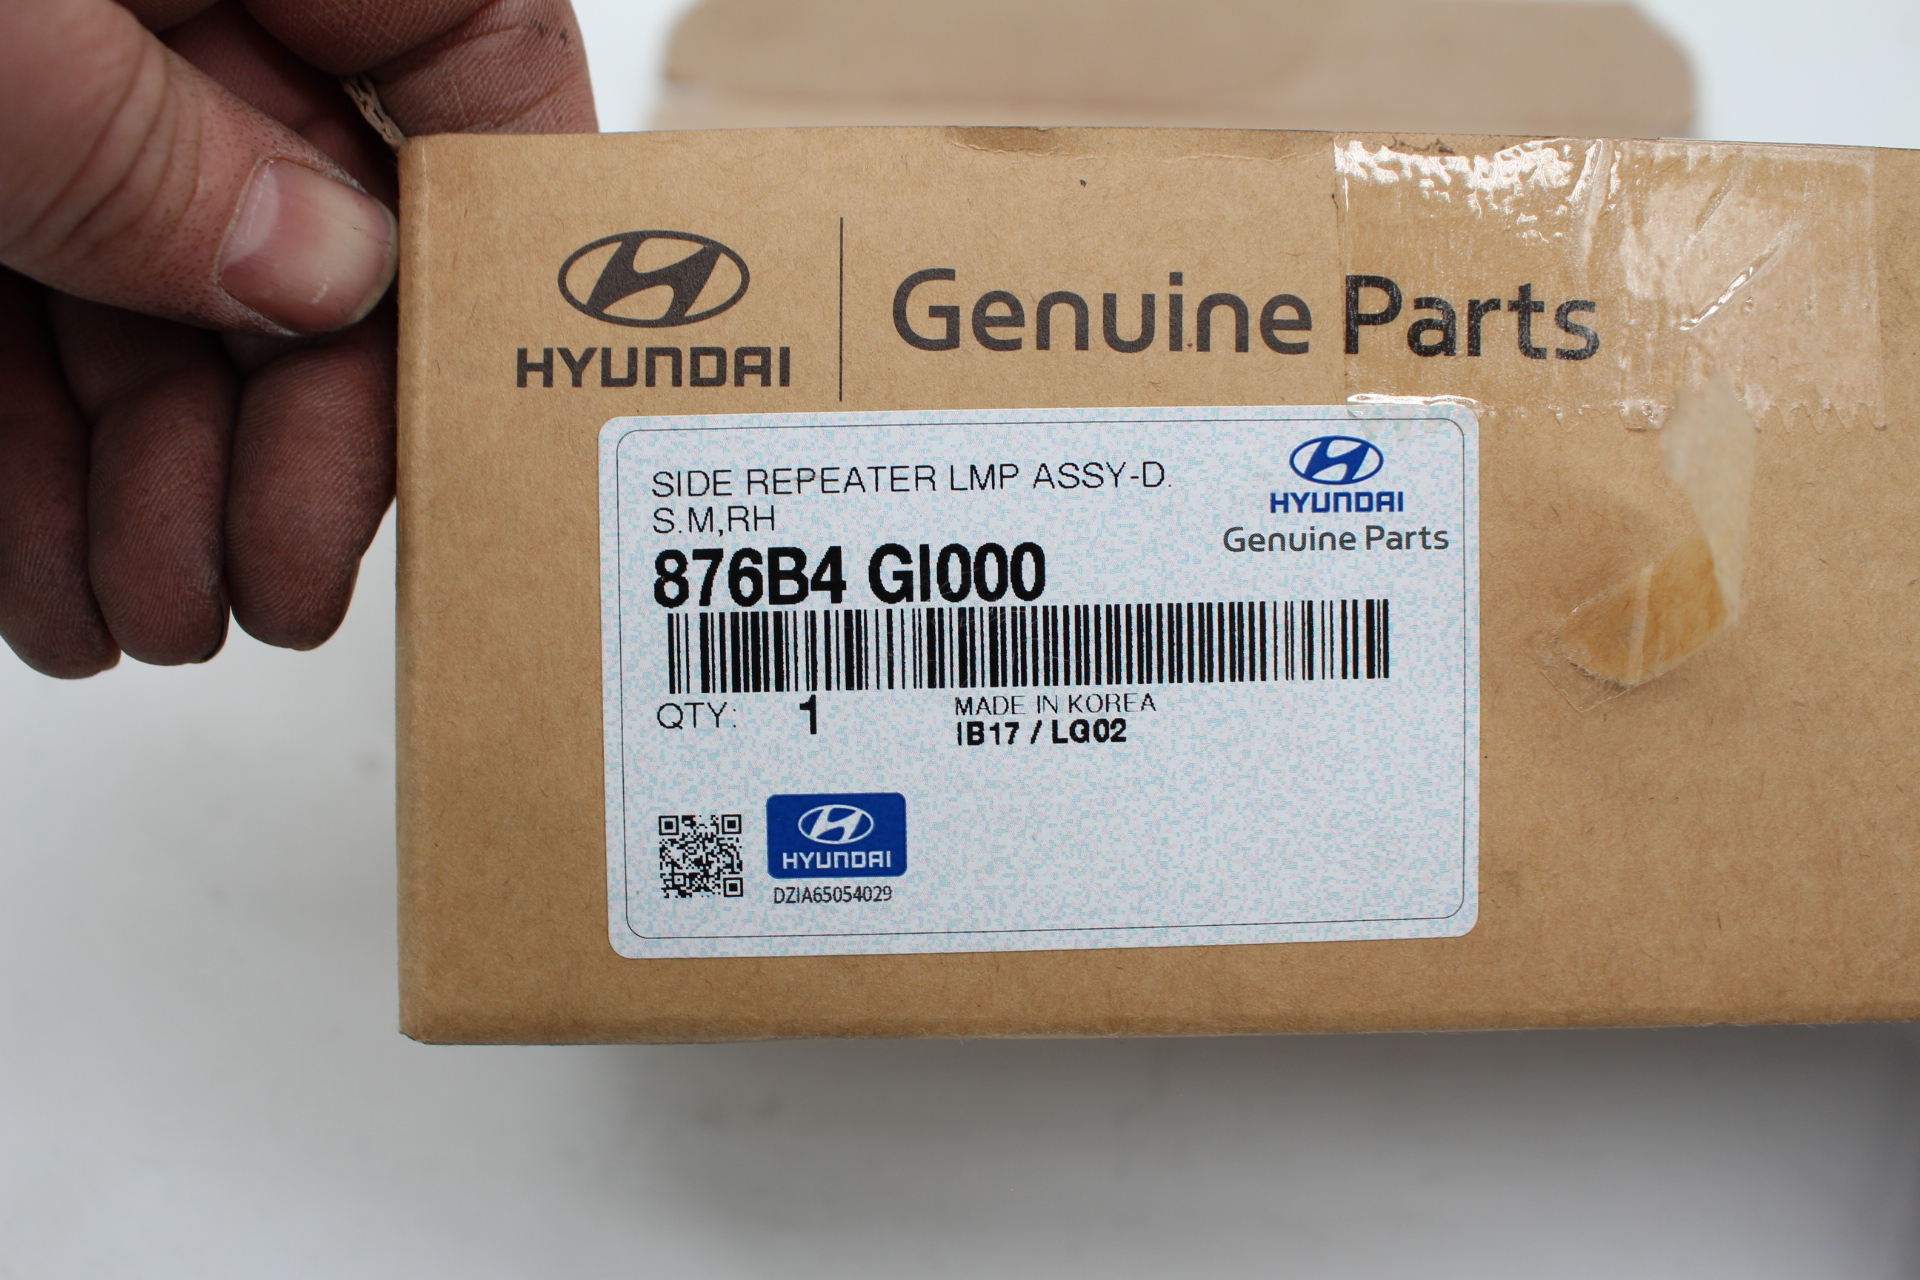 HYUNDAI
Genuine Parts
SIDE REPEATER LMP ASSY-D.
S.M,RH
HYUNDAI
Genuine Parts
876B4 GI000
QTY: 1
MADE IN KOREA
IB17 / LG02
HYUNDAI
DZIA65054029